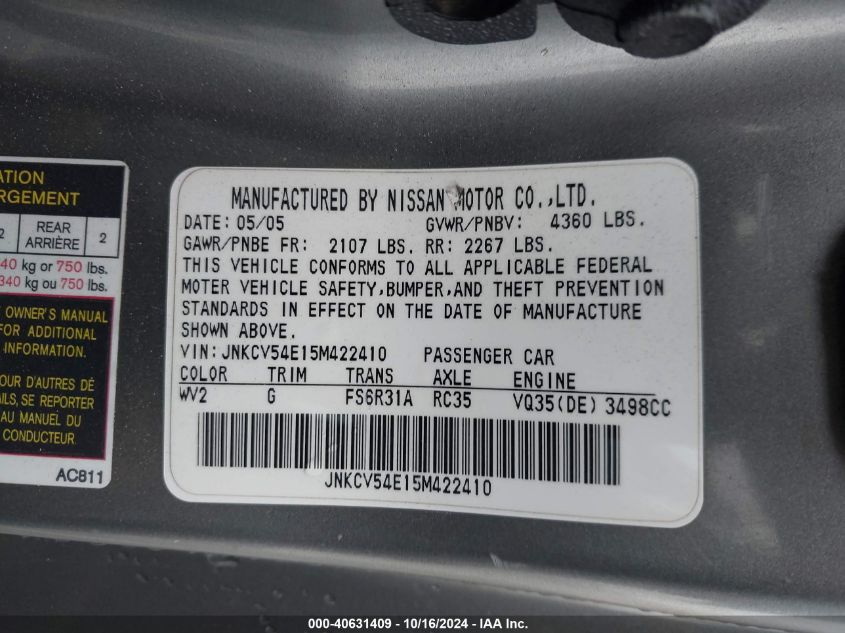 ATION
RGEMENT
2 REAR ARRIÈRE 2
40 kg or 750 lbs.
340 kg ou 750 lbs.
OWNER'S MANUAL
FOR ADDITIONAL
INFORMATION.
POUR D'AUTRES DÉ
ILS, SE REPORTER
AU MANUEL DU
CONDUCTEUR
AC811
MANUFACTURED BY NISSAN MOTOR CO.,LTD.
DATE: 05/05 GVWR/PNBV: 4360 LBS.
GAWR/PNBE FR: 2107 LBS. RR: 2267 LBS.
THIS VEHICLE CONFORMS TO ALL APPLICABLE FEDERAL
MOTOR VEHICLE SAFETY,BUMPER,AND THEFT PREVENTION
STANDARDS IN EFFECT ON THE DATE OF MANUFACTURE
SHOWN ABOVE.
VIN: JNKCV54E15M422410 PASSENGER CAR
COLOR TRIM TRANS AXLE ENGINE
WV2 G FS6R31A RC35 VQ35(DE) 3498CC
JNKCV54E15M422410
000-40631409 - 10/16/2024 - IAA Inc.